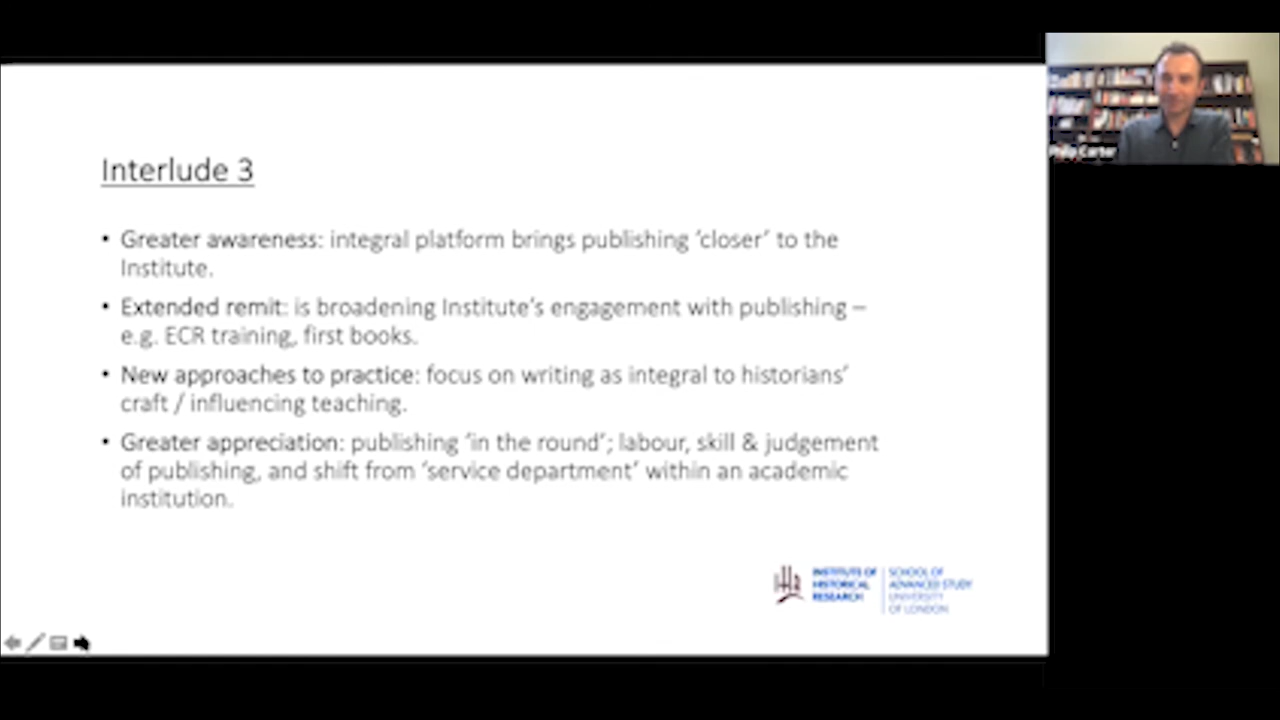 Interlude 3
• Greater awareness: integral platform brings publishing ‘closer’ to the
Institute.
• Extended remit: is broadening Institute’s engagement with publishing –
e.g. ECR training, first books.
• New approaches to practice: focus on writing as integral to historians’
craft / influencing teaching.
• Greater appreciation: publishing ‘in the round’; labour, skill & judgement
of publishing, and shift from ‘service department’ within an academic
institution.
INSTITUTE OF
HISTORICAL
RESEARCH
SCHOOL OF
ADVANCED STUDY
UNIVERSITY
OF LONDON
Philip Carter